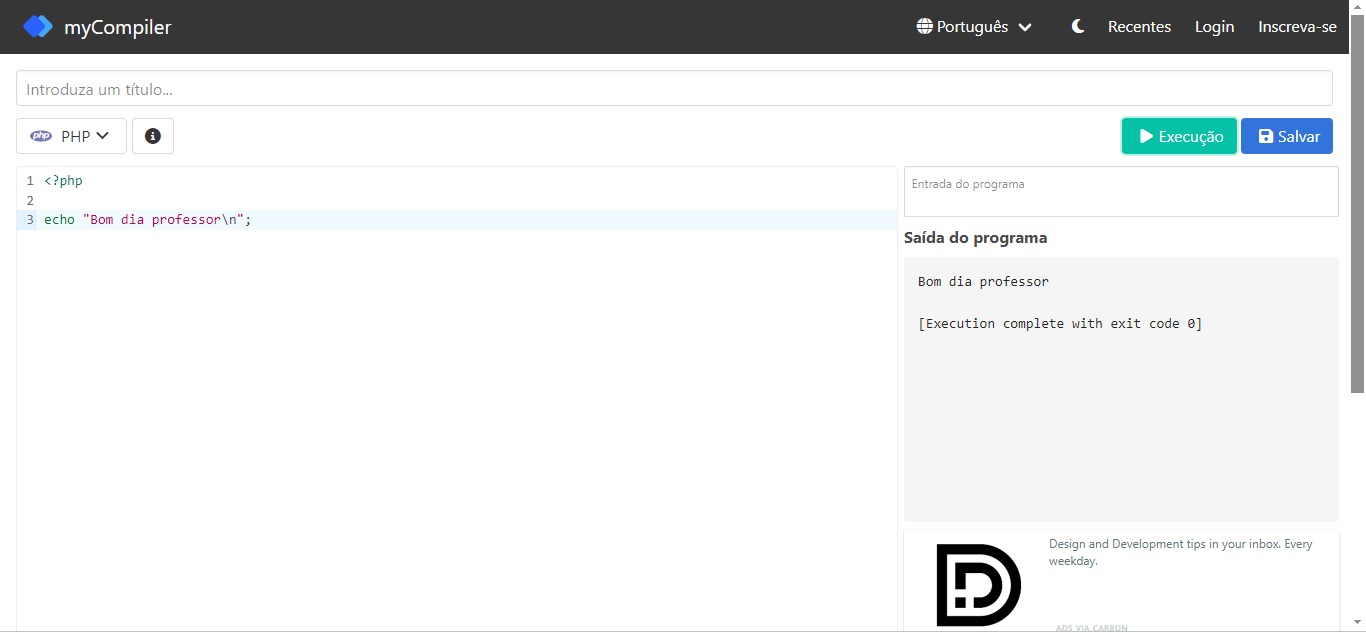 myCompiler
Português
Recentes
Login
Inscreva-se
Introduza um título...
php PHP
Execução
Salvar
1 <?php
2
3 echo "Bom dia professor\n";
Entrada do programa
Saída do programa
Bom dia professor
[Execution complete with exit code 0]
Design and Development tips in your inbox. Every
weekday.
ADS VIA CARBON